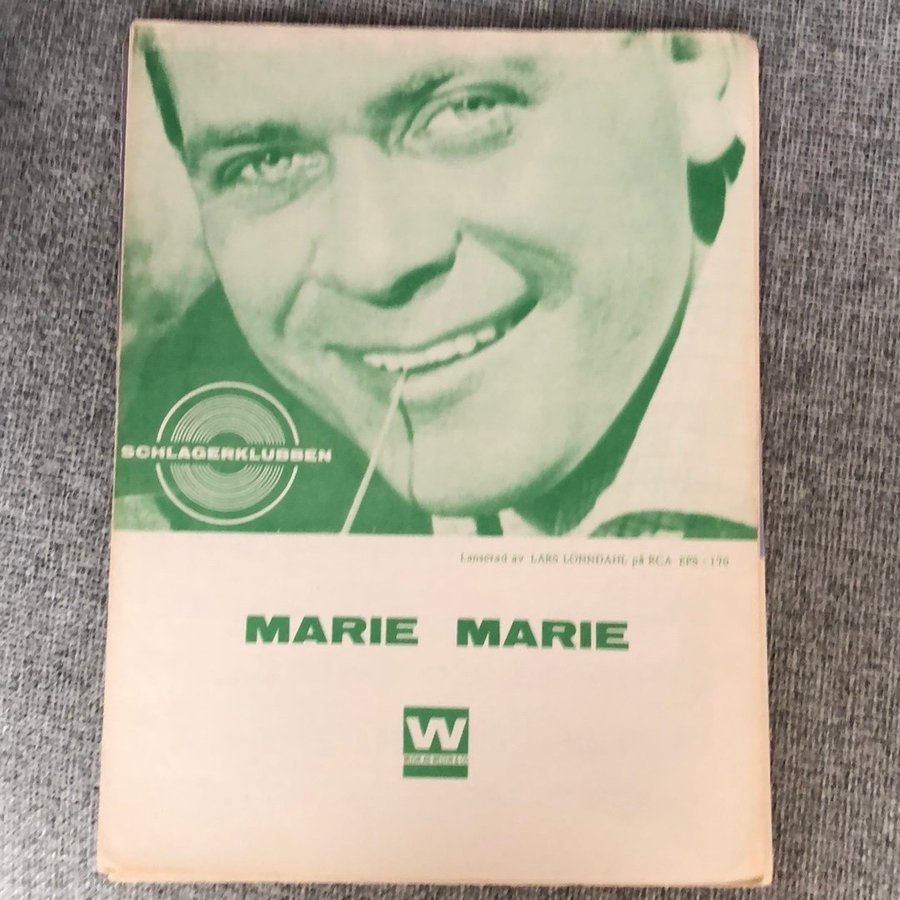 SCHLAGERKLUBBEN
Lanserad av LARS LÖNNDAHL på RCA EPS - 170
MARIE MARIE
W